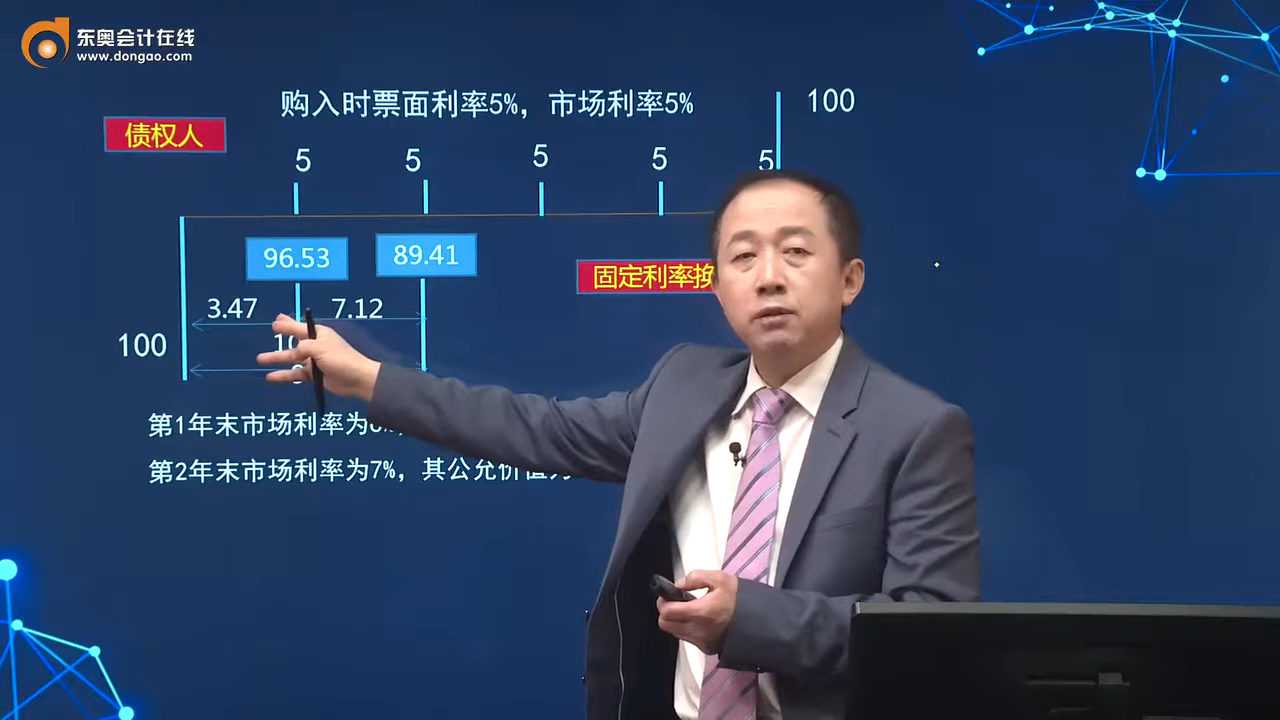 东奥会计在线
www.dongao.com
购入时票面利率5%，市场利率5%
100
债权人
5
5
5
5
5
96.53
89.41
固定利率换
3.47
7.12
100
第1年末市场利率为
第2年末市场利率为7%，其公允价值为